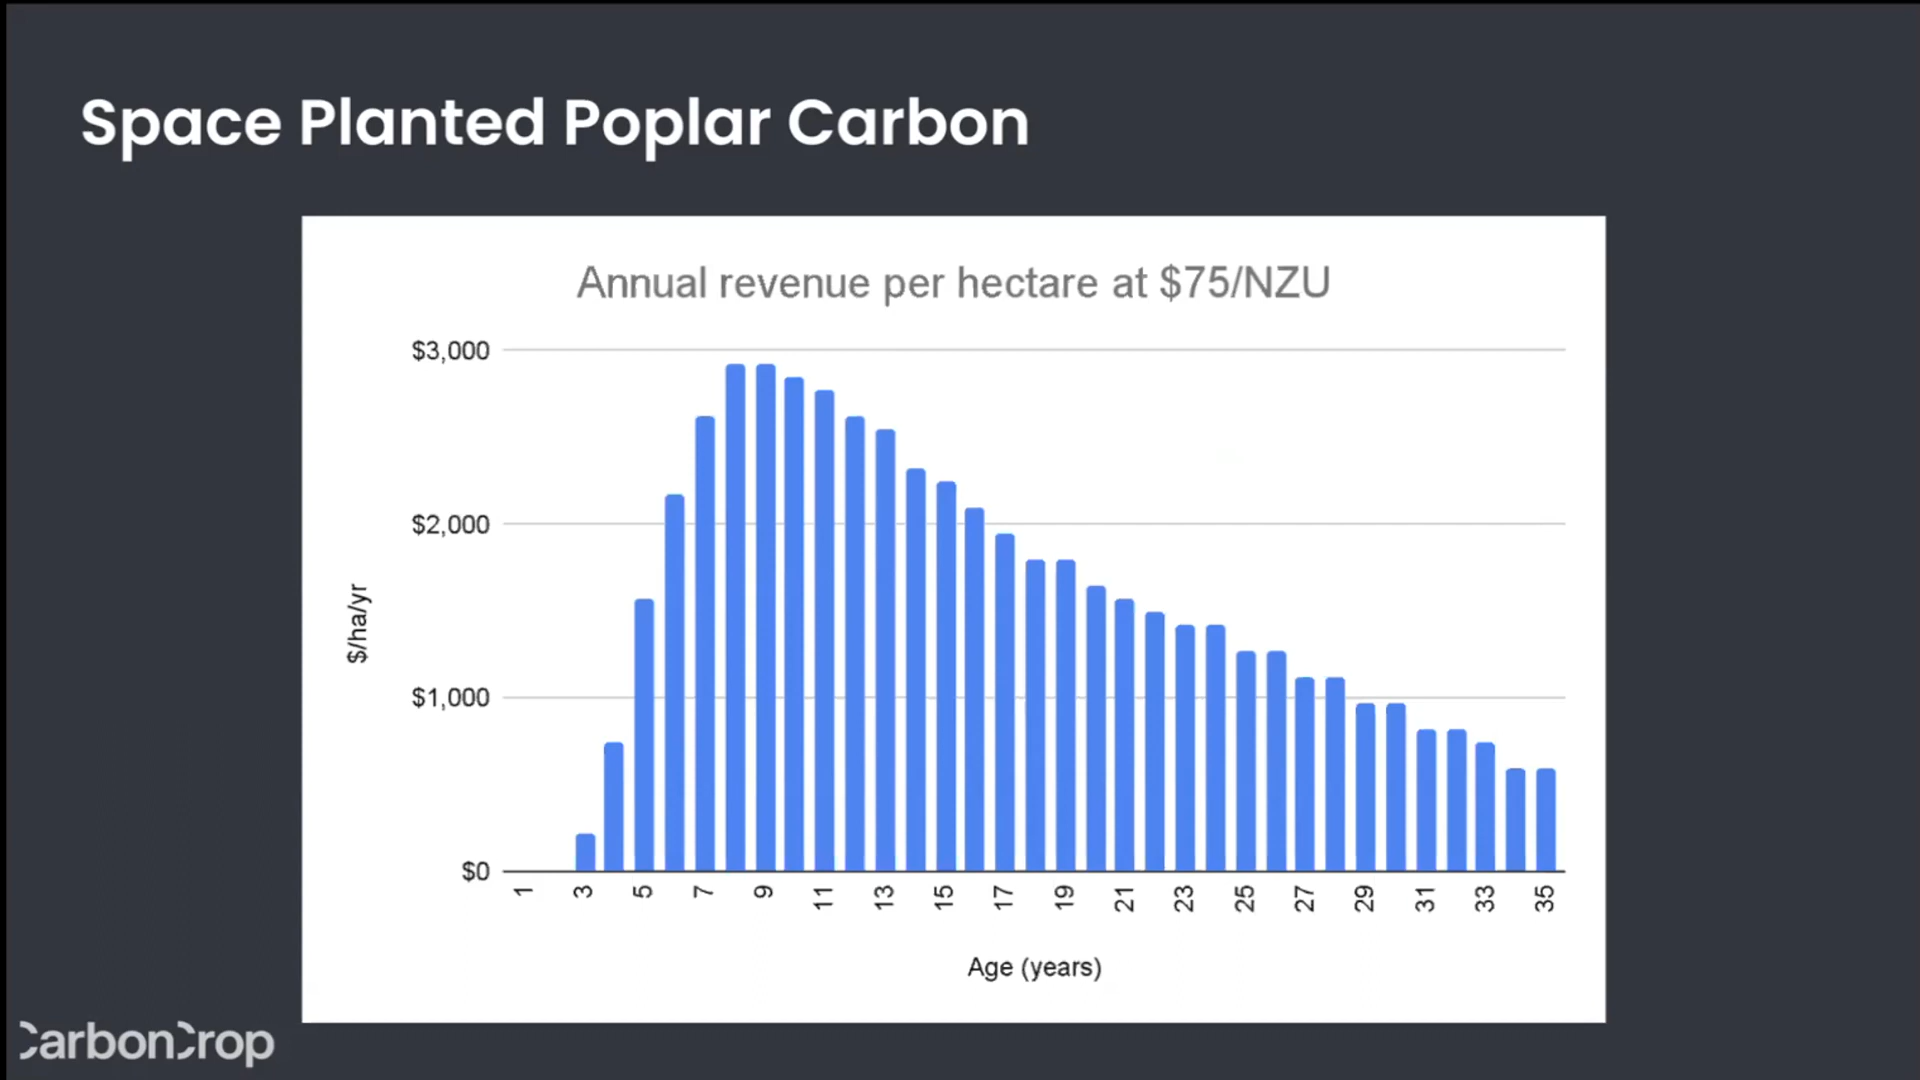 Space Planted Poplar Carbon
Annual revenue per hectare at $75/NZU
$3,000
$2,000
$1,000
$0
$/ha/yr
1 3 5 7 9 11 13 15 17 19 21 23 25 27 29 31 33 35
Age (years)
CarbonCrop